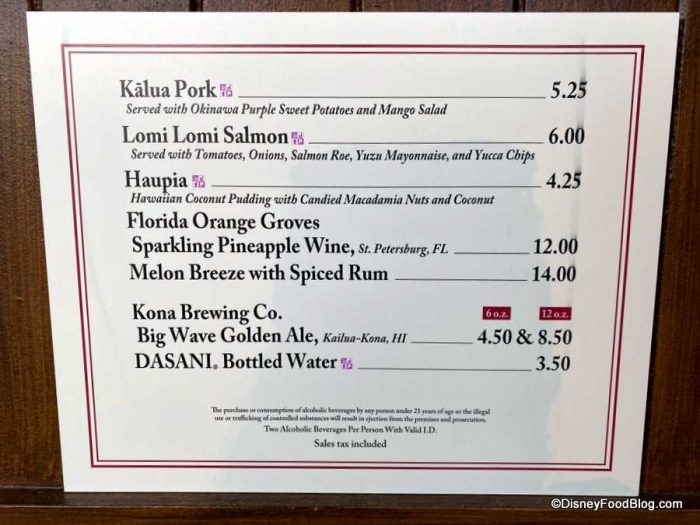 Kālua Pork 5.25
Served with Okinawa Purple Sweet Potatoes and Mango Salad
Lomi Lomi Salmon 6.00
Served with Tomatoes, Onions, Salmon Roe, Yuzu Mayonnaise, and Yucca Chips
Haupia 4.25
Hawaiian Coconut Pudding with Candied Macadamia Nuts and Coconut
Florida Orange Groves
Sparkling Pineapple Wine, St. Petersburg, FL 12.00
Melon Breeze with Spiced Rum 14.00
Kona Brewing Co. 6 oz. 12 oz.
Big Wave Golden Ale, Kailua-Kona, HI 4.50 & 8.50
DASANI® Bottled Water 3.50
The purchase or consumption of alcoholic beverages by any person under 21 years of age or the illegal
use or trafficking of controlled substances will result in ejection from the premises and prosecution.
Two Alcoholic Beverages Per Person With Valid I.D.
Sales tax included
©DisneyFoodBlog.com